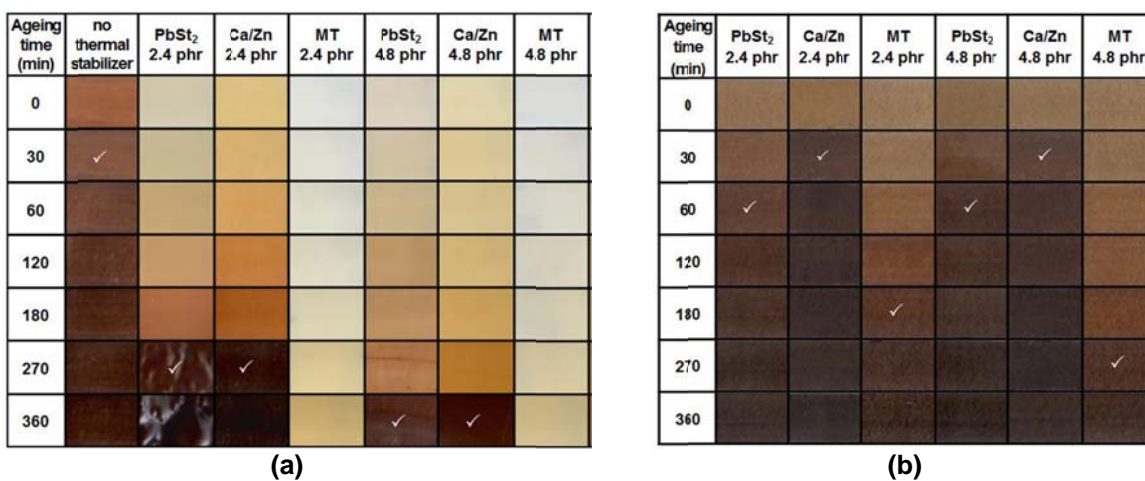 Ageing time (min) no thermal stabilizer PbSt₂ 2.4 phr Ca/Zn 2.4 phr MT 2.4 phr PbSt₂ 4.8 phr Ca/Zn 4.8 phr MT 4.8 phr
0
30 ✓
60
120
180
270 ✓ ✓
360 ✓ ✓
(a)
Ageing time (min) PbSt₂ 2.4 phr Ca/Zn 2.4 phr MT 2.4 phr PbSt₂ 4.8 phr Ca/Zn 4.8 phr MT 4.8 phr
0
30 ✓ ✓
60 ✓ ✓
120
180 ✓
270 ✓
360
(b)